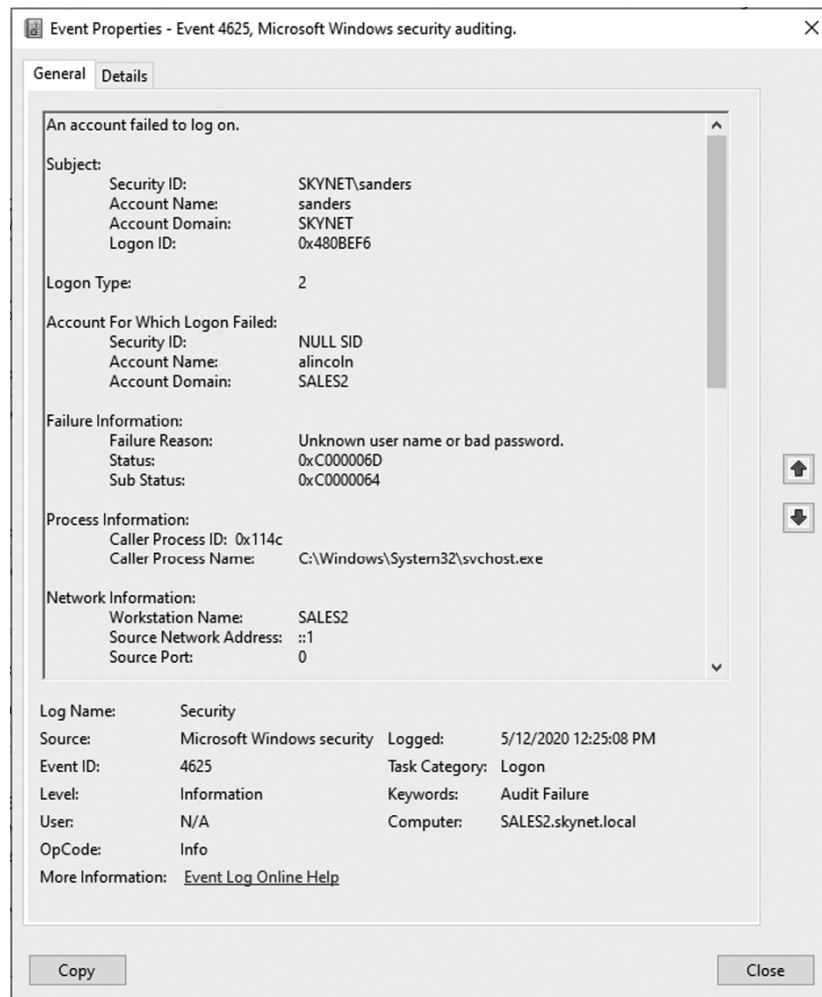 Event Properties - Event 4625, Microsoft Windows security auditing.
General Details
An account failed to log on.
Subject:
Security ID: SKYNET\sanders
Account Name: sanders
Account Domain: SKYNET
Logon ID: 0x480BEF6
Logon Type: 2
Account For Which Logon Failed:
Security ID: NULL SID
Account Name: alincoln
Account Domain: SALES2
Failure Information:
Failure Reason: Unknown user name or bad password.
Status: 0xC000006D
Sub Status: 0xC0000064
Process Information:
Caller Process ID: 0x114c
Caller Process Name: C:\Windows\System32\svchost.exe
Network Information:
Workstation Name: SALES2
Source Network Address: ::1
Source Port: 0
Log Name: Security
Source: Microsoft Windows security Logged: 5/12/2020 12:25:08 PM
Event ID: 4625 Task Category: Logon
Level: Information Keywords: Audit Failure
User: N/A Computer: SALES2.skynet.local
OpCode: Info
More Information: Event Log Online Help
Copy Close